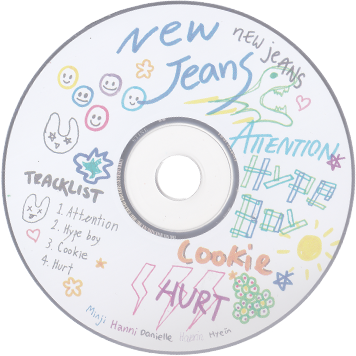 New
Jeans
NEW JEANS
ATTENTION
HYPE
BOY
TRACKLIST
1. Attention
2. Hype boy
3. Cookie
4. Hurt
Cookie
HURT
Minji Hanni Danielle Haerin Hyein